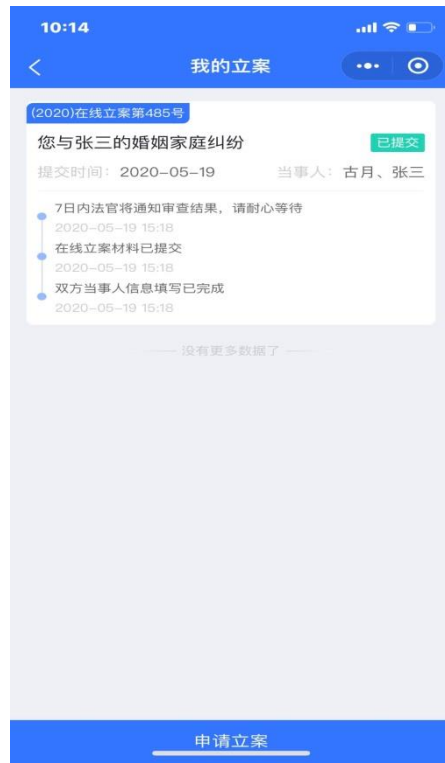 10:14
我的立案
(2020)在线立案第485号
您与张三的婚姻家庭纠纷 已提交
提交时间: 2020-05-19 当事人: 古月、张三
7日内法官将通知审查结果, 请耐心等待
2020-05-19 15:18
在线立案材料已提交
2020-05-19 15:18
双方当事人信息填写已完成
2020-05-19 15:18
没有更多数据了
申请立案